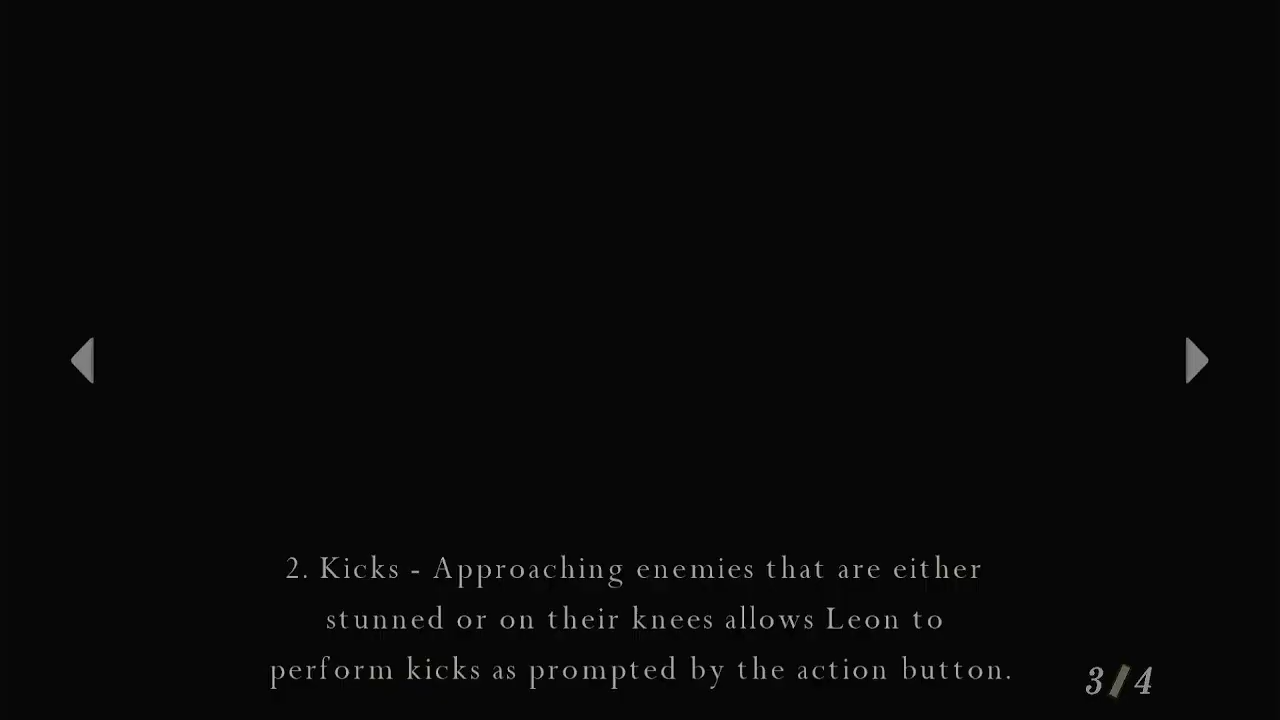 2. Kicks - Approaching enemies that are either
stunned or on their knees allows Leon to
perform kicks as prompted by the action button.
3/4